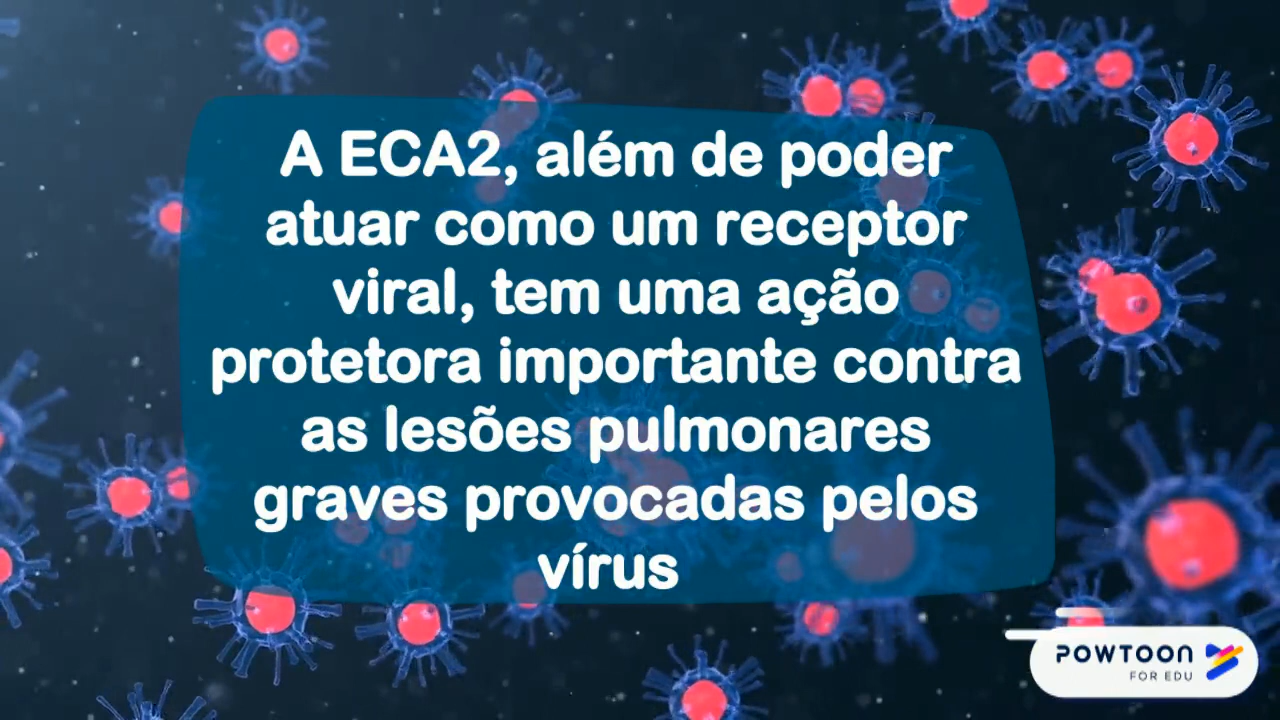 A ECA2, além de poder
atuar como um receptor
viral, tem uma ação
protetora importante contra
as lesões pulmonares
graves provocadas pelos
vírus
POWTOON
FOR EDU